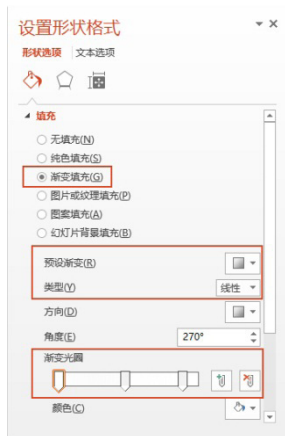 设置形状格式
形状选项 文本选项
填充
无填充(N)
纯色填充(S)
渐变填充(G)
图片或纹理填充(P)
图案填充(A)
幻灯片背景填充(B)
预设渐变(R)
类型(Y) 线性
方向(D)
角度(E) 270°
渐变光圈
颜色(C)